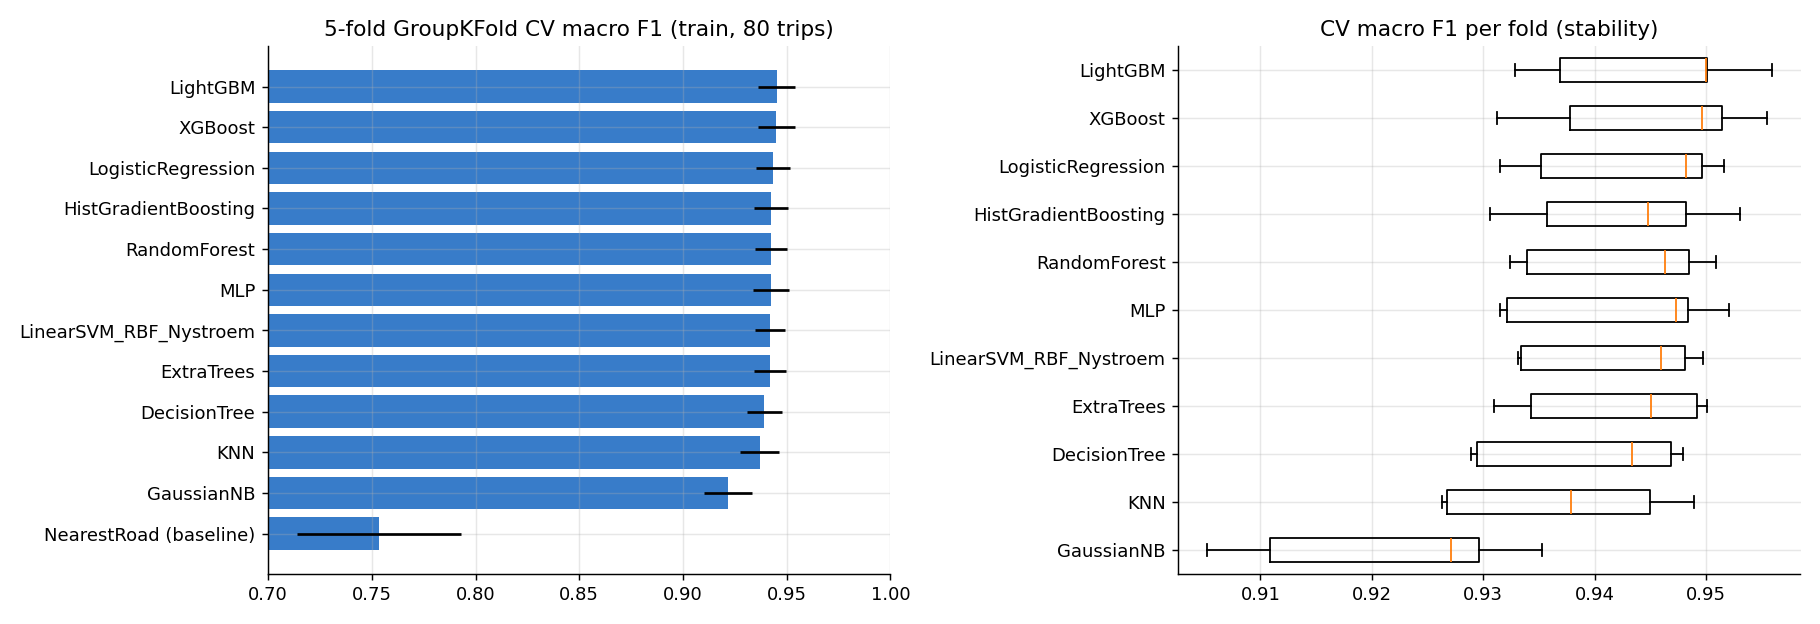 5-fold GroupKFold CV macro F1 (train, 80 trips)
LightGBM
XGBoost
LogisticRegression
HistGradientBoosting
RandomForest
MLP
LinearSVM_RBF_Nystroem
ExtraTrees
DecisionTree
KNN
GaussianNB
NearestRoad (baseline)
0.70 0.75 0.80 0.85 0.90 0.95 1.00
CV macro F1 per fold (stability)
LightGBM
XGBoost
LogisticRegression
HistGradientBoosting
RandomForest
MLP
LinearSVM_RBF_Nystroem
ExtraTrees
DecisionTree
KNN
GaussianNB
0.91 0.92 0.93 0.94 0.95